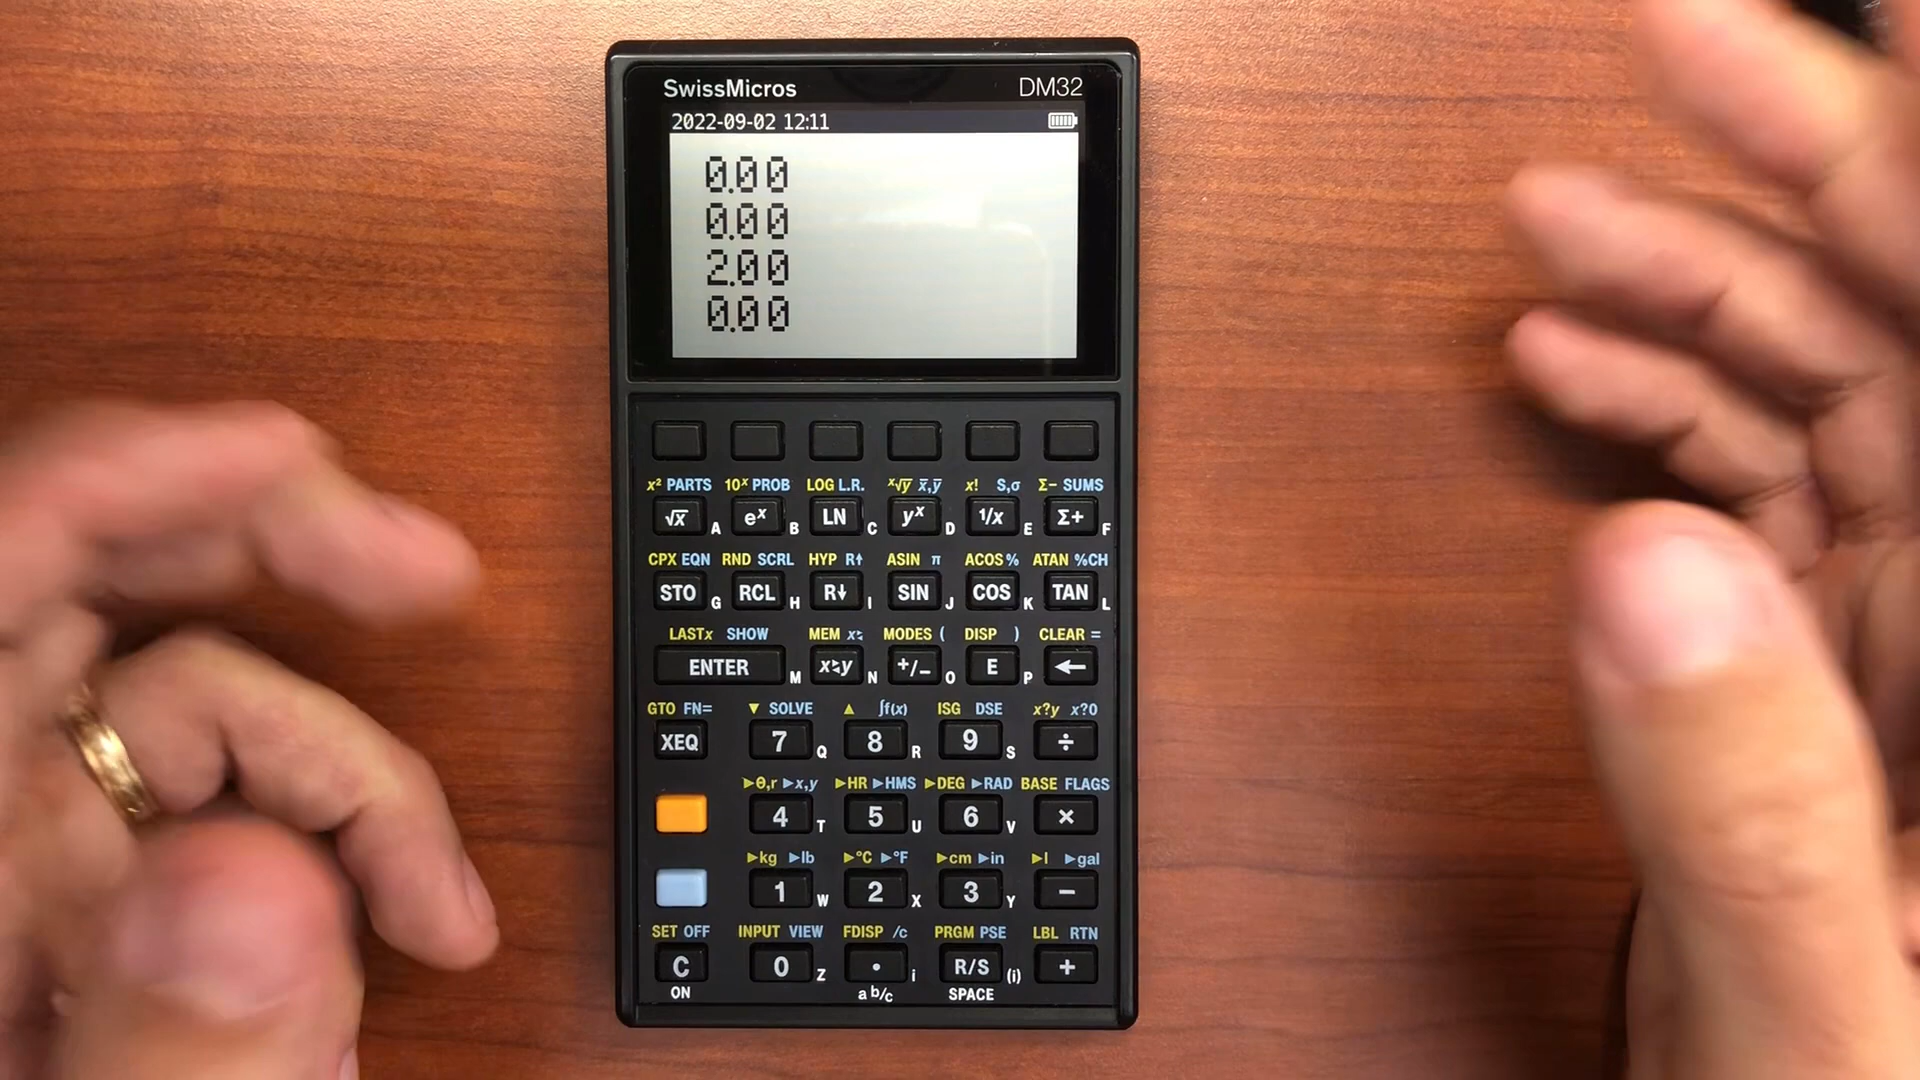 SwissMicros DM32
2022-09-02 12:11
0.00
0.00
2.00
0.00
x² PARTS 10ˣ PROB LOG L.R. ˣ√y x̄,ȳ x! S,σ Σ− SUMS
√x A eˣ B LN C yˣ D 1/x E Σ+ F
CPX EQN RND SCRL HYP R↑ ASIN π ACOS % ATAN %CH
STO G RCL H R↓ I SIN J COS K TAN L
LASTx SHOW MEM x⇆ MODES ( DISP ) CLEAR =
ENTER M x⇆y N +/− O E P ←
GTO FN= ▼ SOLVE ▲ ∫f(x) ISG DSE x?y x?0
XEQ 7 Q 8 R 9 S ÷
▶θ,r ▶x,y ▶HR ▶HMS ▶DEG ▶RAD BASE FLAGS
4 T 5 U 6 V ×
▶kg ▶lb ▶°C ▶°F ▶cm ▶in ▶l ▶gal
1 W 2 X 3 Y −
SET OFF INPUT VIEW FDISP /c PRGM PSE LBL RTN
C 0 Z • i R/S (i) +
ON a b/c SPACE